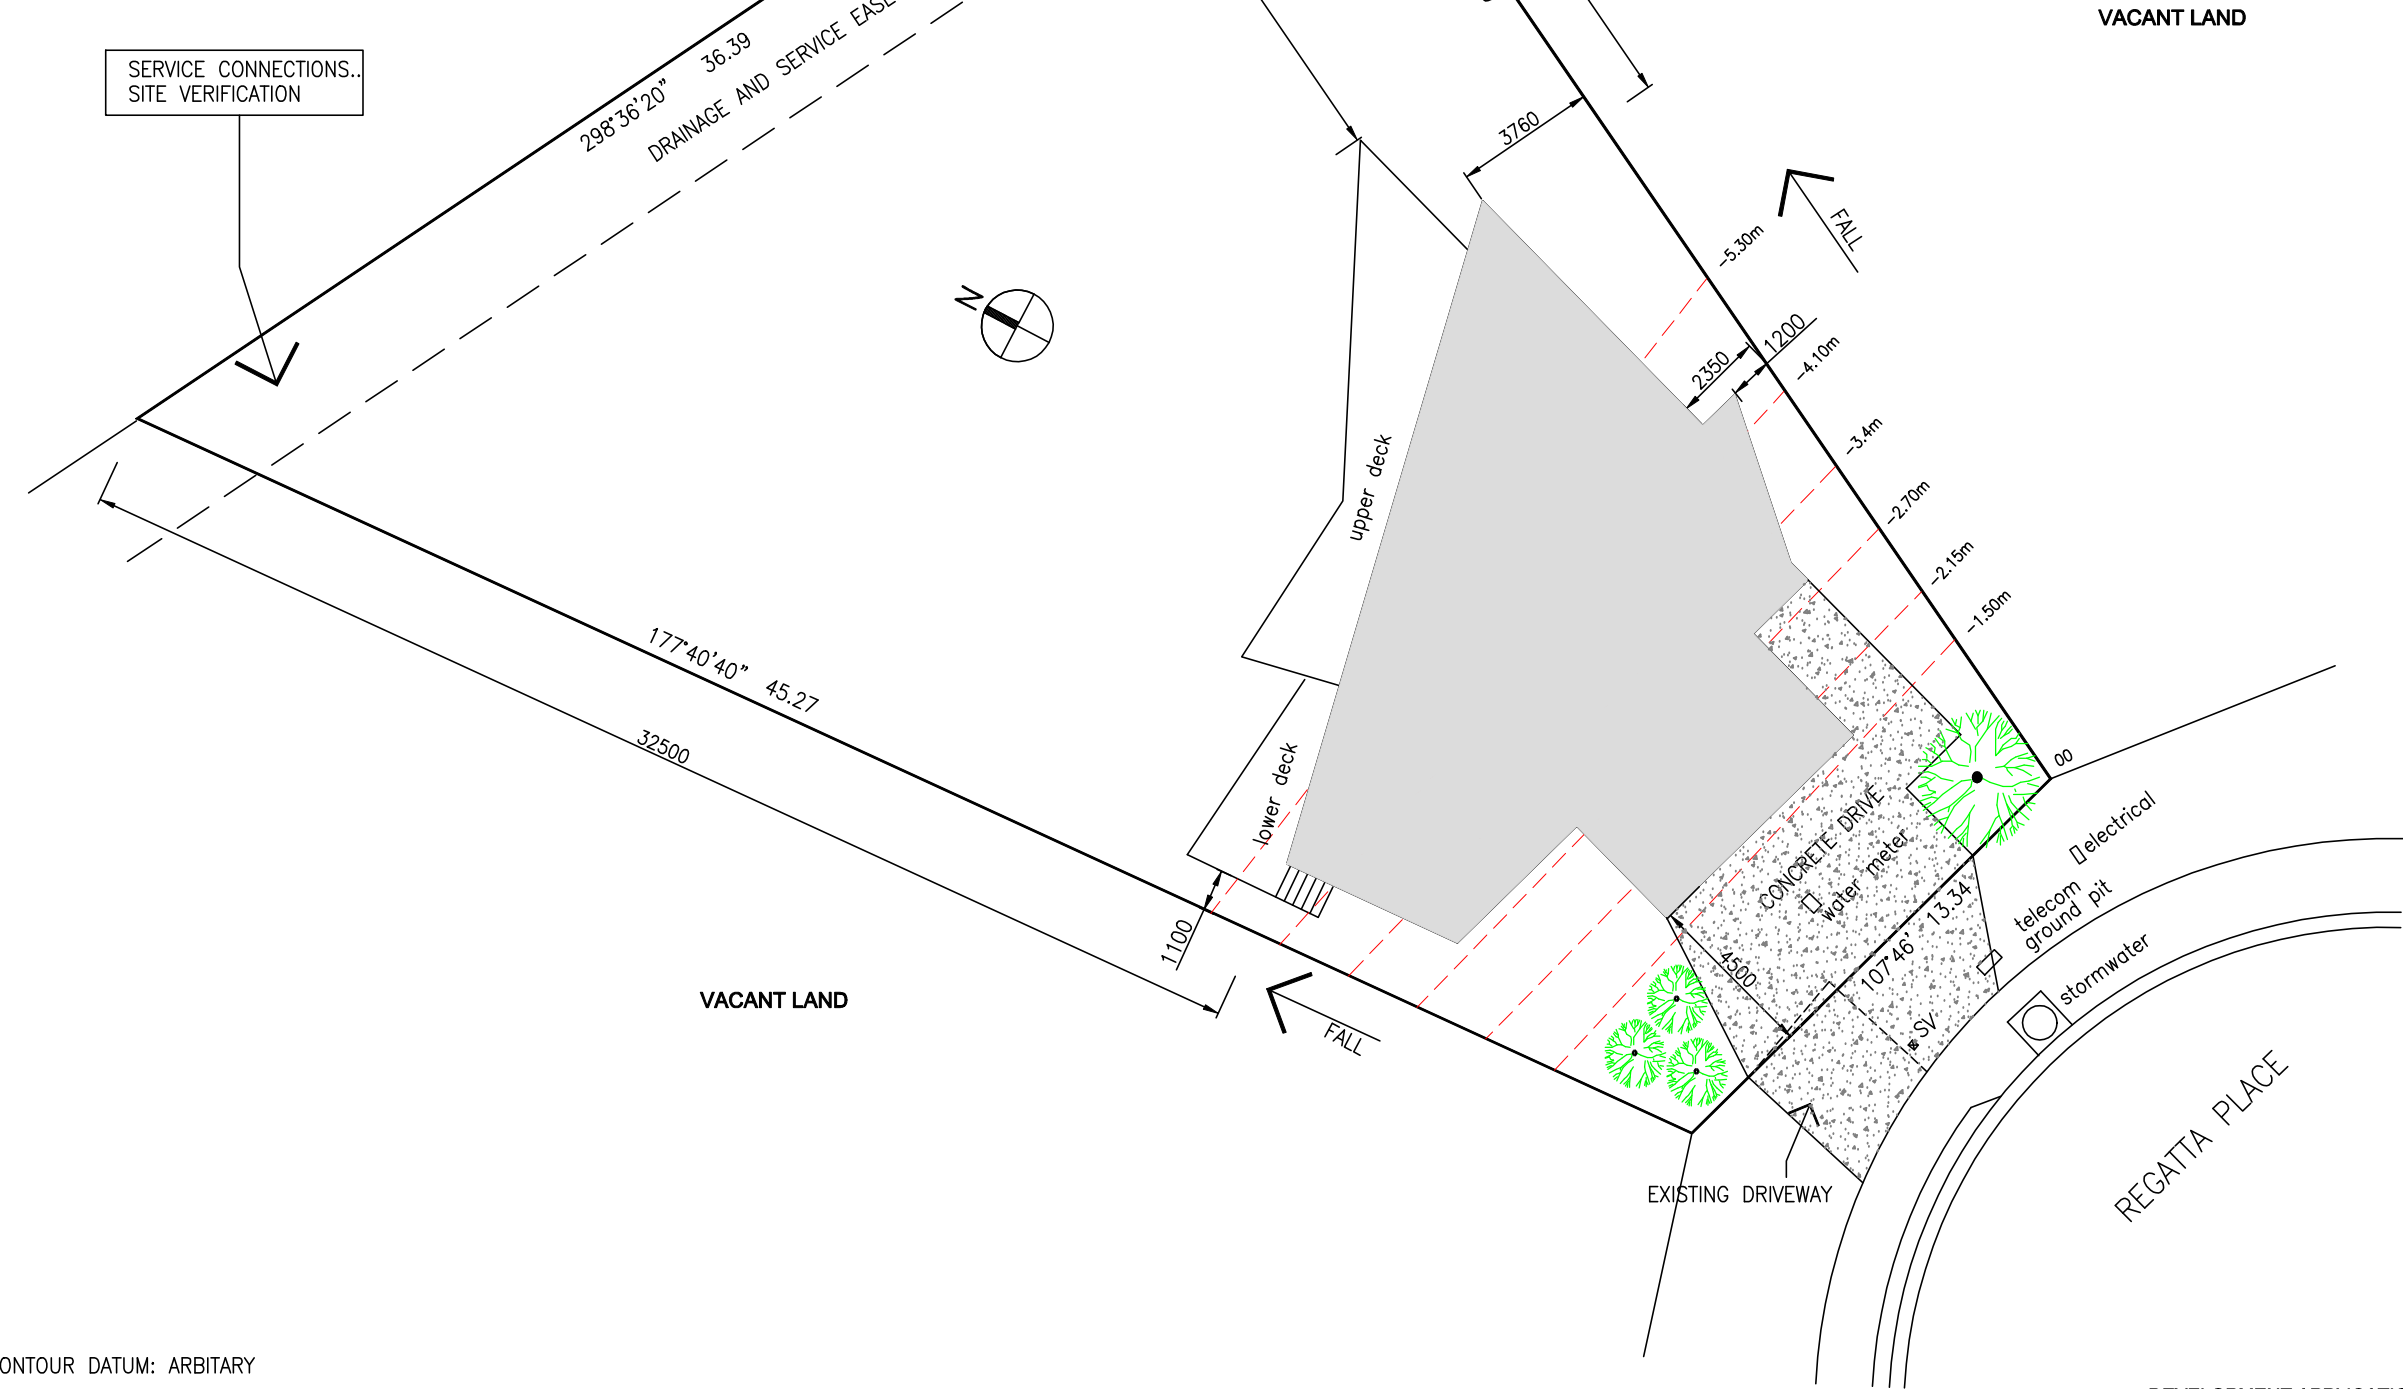 VACANT LAND
SERVICE CONNECTIONS..
SITE VERIFICATION
298°36'20" 36.39
DRAINAGE AND SERVICE EASE
3760
FALL
-5.30m
N
1200
2350
-4.10m
-3.4m
upper deck
-2.70m
-2.15m
-1.50m
177°40'40" 45.27
32500
lower deck
00
CONCRETE DRIVE
water meter
electrical
telecom
ground pit
13.34
107°46'
stormwater
1100
4500
VACANT LAND
FALL
SV
REGATTA PLACE
EXISTING DRIVEWAY
ONTOUR DATUM: ARBITARY